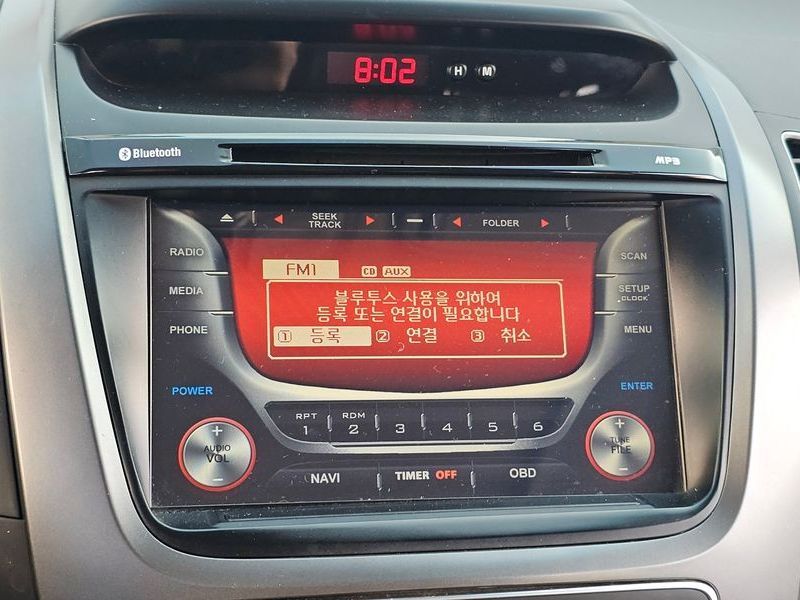 8:02 H M
Bluetooth MP3
SEEK TRACK FOLDER
RADIO SCAN
FM1 CD AUX
MEDIA SETUP CLOCK
블루투스 사용을 위하여
등록 또는 연결이 필요합니다
1 등록 2 연결 3 취소
PHONE MENU
POWER ENTER
RPT 1 RDM 2 3 4 5 6
+ AUDIO VOL −
+ TUNE FILE −
NAVI TIMER OFF OBD